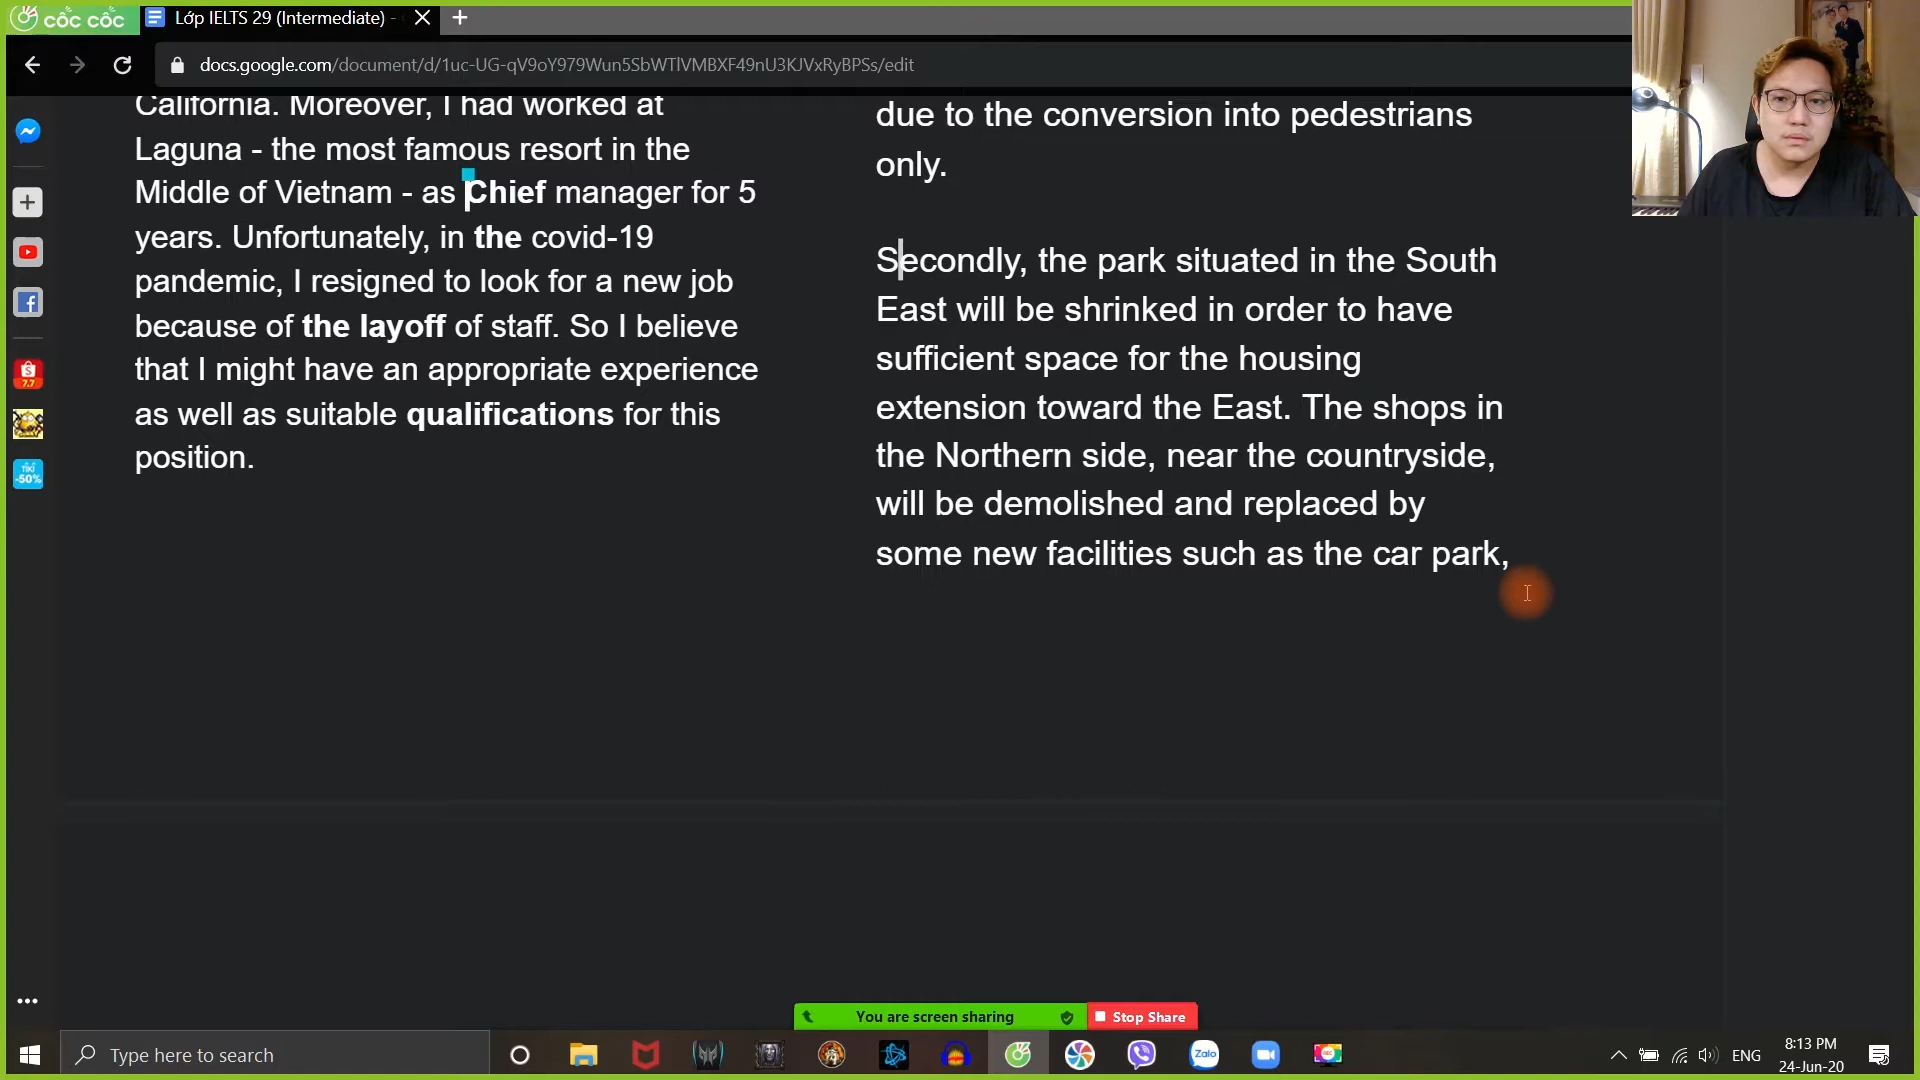 cốc cốc
Lớp IELTS 29 (Intermediate) -
docs.google.com/document/d/1uc-UG-qV9oY979Wun5SbWTlVMBXF49nU3KJVxRyBPSs/edit
California. Moreover, I had worked at
Laguna - the most famous resort in the
Middle of Vietnam - as Chief manager for 5
years. Unfortunately, in the covid-19
pandemic, I resigned to look for a new job
because of the layoff of staff. So I believe
that I might have an appropriate experience
as well as suitable qualifications for this
position.
due to the conversion into pedestrians
only.
Secondly, the park situated in the South
East will be shrinked in order to have
sufficient space for the housing
extension toward the East. The shops in
the Northern side, near the countryside,
will be demolished and replaced by
some new facilities such as the car park,
7.7
TIKI
-50%
You are screen sharing
Stop Share
Type here to search
Zalo
ENG
8:13 PM
24-Jun-20